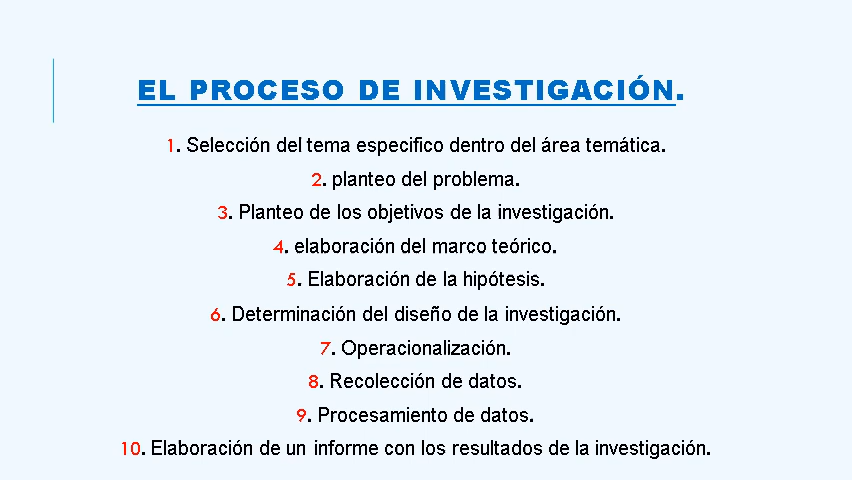 EL PROCESO DE INVESTIGACIÓN.
1. Selección del tema especifico dentro del área temática.
2. planteo del problema.
3. Planteo de los objetivos de la investigación.
4. elaboración del marco teórico.
5. Elaboración de la hipótesis.
6. Determinación del diseño de la investigación.
7. Operacionalización.
8. Recolección de datos.
9. Procesamiento de datos.
10. Elaboración de un informe con los resultados de la investigación.